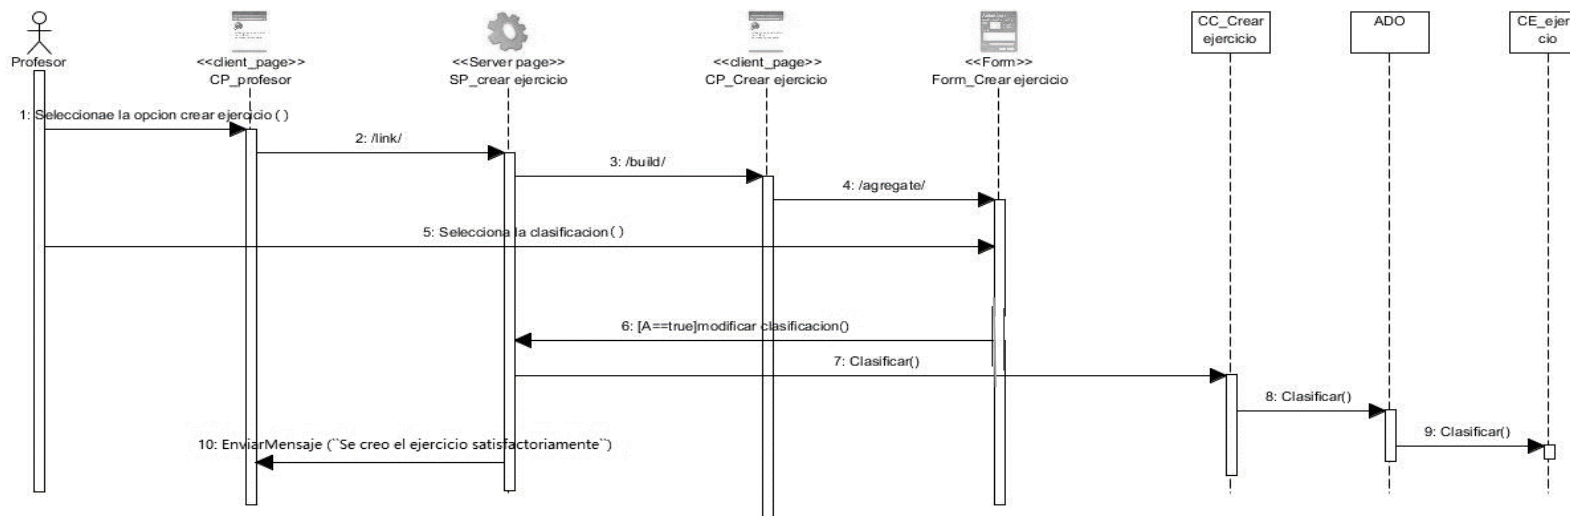 Profesor
<<client_page>>
CP_profesor
<<Server page>>
SP_crear ejercicio
<<client_page>>
CP_Crear ejercicio
<<Form>>
Form_Crear ejercicio
CC_Crear
ejercicio
ADO
CE_ejer
cio
1: Seleccionae la opcion crear ejercicio ( )
2: /link/
3: /build/
4: /agregate/
5: Selecciona la clasificacion ( )
6: [A==true]modificar clasificacion()
7: Clasificar()
8: Clasificar()
9: Clasificar()
10: EnviarMensaje (``Se creo el ejercicio satisfactoriamente``)